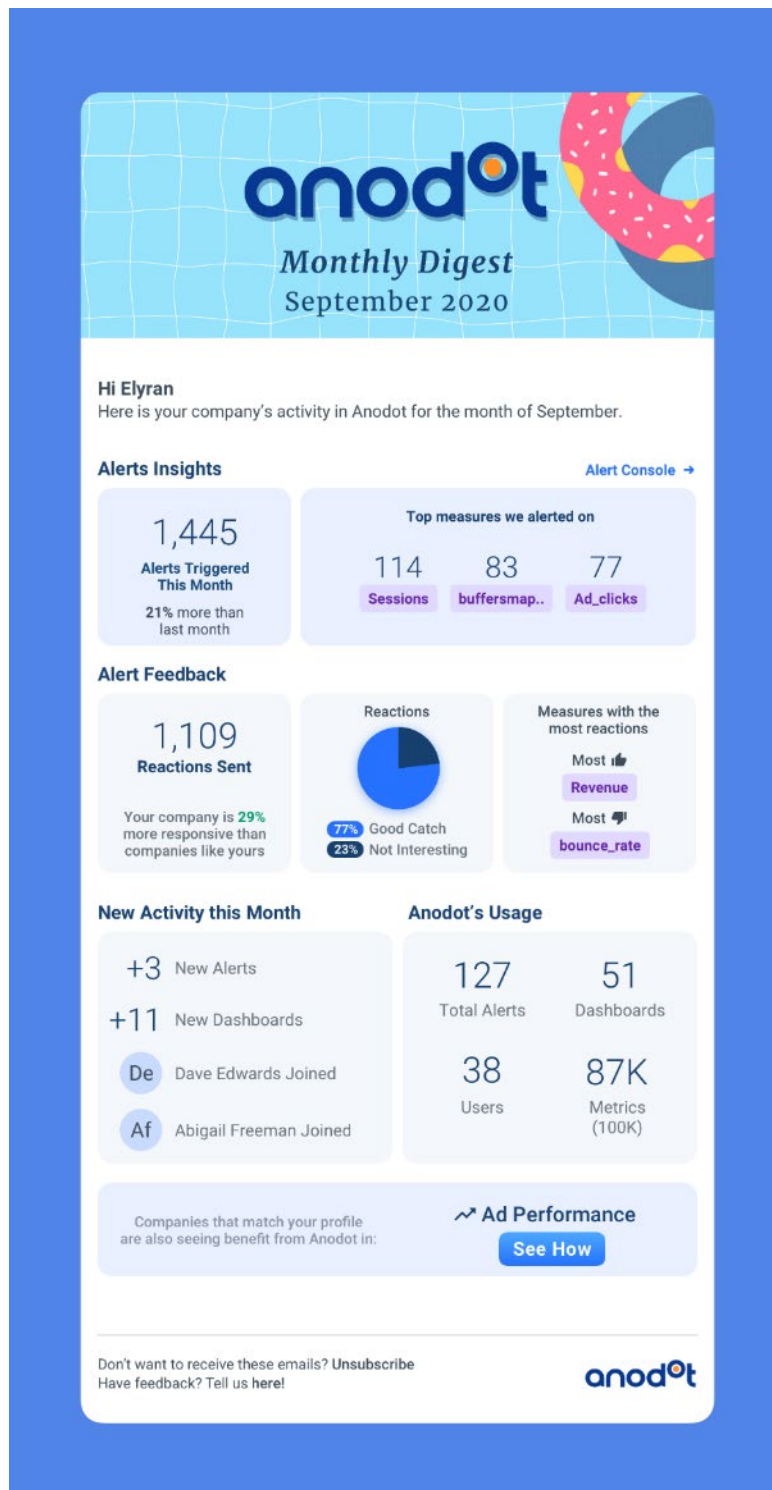 anodot
Monthly Digest
September 2020
Hi Elyran
Here is your company's activity in Anodot for the month of September.
Alerts Insights
Alert Console →
1,445
Alerts Triggered
This Month
21% more than
last month
Top measures we alerted on
114
Sessions
83
buffersmap..
77
Ad_clicks
Alert Feedback
1,109
Reactions Sent
Your company is 29%
more responsive than
companies like yours
Reactions
77% Good Catch
23% Not Interesting
Measures with the
most reactions
Most
Revenue
Most
bounce_rate
New Activity this Month
+3 New Alerts
+11 New Dashboards
De Dave Edwards Joined
Af Abigail Freeman Joined
Anodot's Usage
127
Total Alerts
51
Dashboards
38
Users
87K
Metrics
(100K)
Companies that match your profile
are also seeing benefit from Anodot in:
Ad Performance
See How
Don't want to receive these emails? Unsubscribe
Have feedback? Tell us here!
anodot